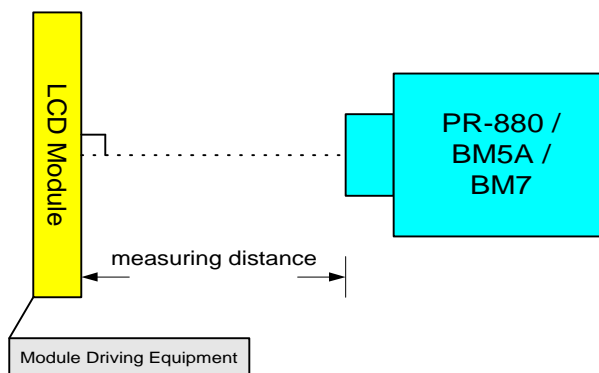 LCD Module
PR-880 /
BM5A /
BM7
measuring distance
Module Driving Equipment